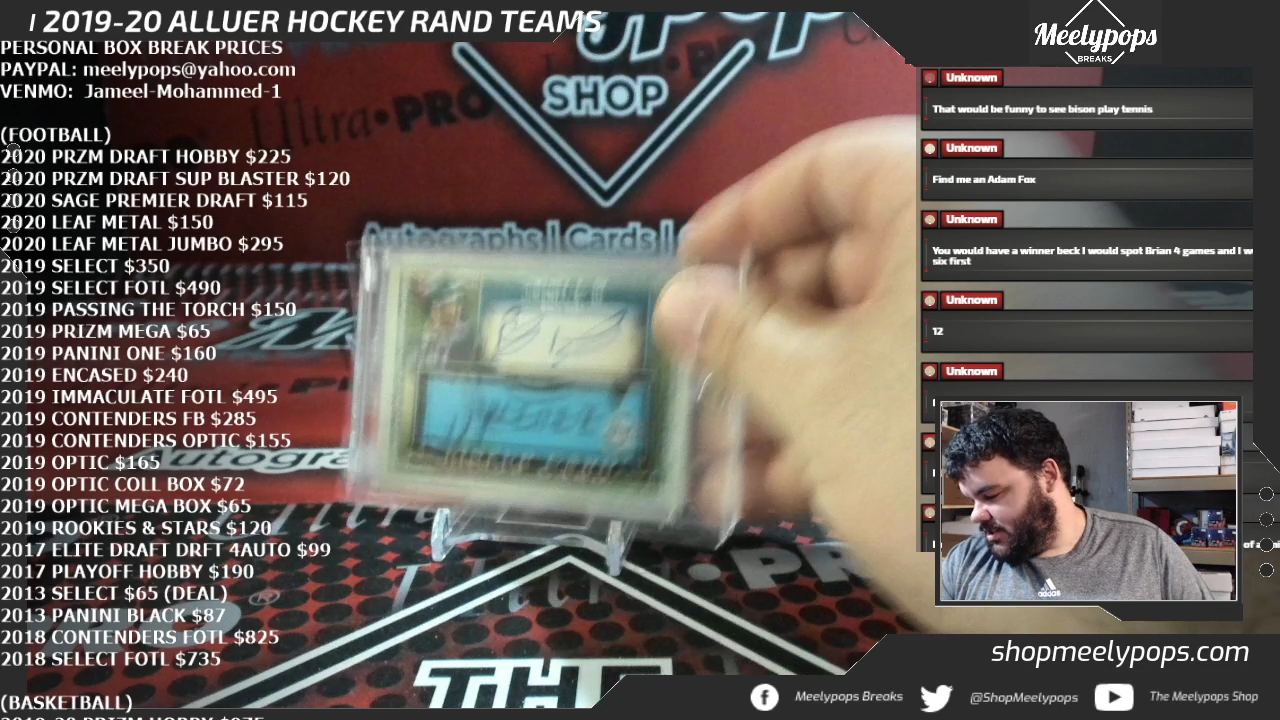 I 2019-20 ALLUER HOCKEY RAND TEAMS
PERSONAL BOX BREAK PRICES
PAYPAL: meelypops@yahoo.com
VENMO: Jameel-Mohammed-1
(FOOTBALL)
2020 PRZM DRAFT HOBBY $225
2020 PRZM DRAFT SUP BLASTER $120
2020 SAGE PREMIER DRAFT $115
2020 LEAF METAL $150
2020 LEAF METAL JUMBO $295
2019 SELECT $350
2019 SELECT FOTL $490
2019 PASSING THE TORCH $150
2019 PRIZM MEGA $65
2019 PANINI ONE $160
2019 ENCASED $240
2019 IMMACULATE FOTL $495
2019 CONTENDERS FB $285
2019 CONTENDERS OPTIC $155
2019 OPTIC $165
2019 OPTIC COLL BOX $72
2019 OPTIC MEGA BOX $65
2019 ROOKIES & STARS $120
2017 ELITE DRAFT DRFT 4AUTO $99
2017 PLAYOFF HOBBY $190
2013 SELECT $65 (DEAL)
2013 PANINI BLACK $87
2018 CONTENDERS FOTL $825
2018 SELECT FOTL $735
(BASKETBALL)
SHOP
Ultra•PRO
Autographs | Cards |
THE
Meelypops
BREAKS
Unknown
That would be funny to see bison play tennis
Unknown
Find me an Adam Fox
Unknown
You would have a winner beck I would spot Brian 4 games and I w
six first
Unknown
12
Unknown
adidas
shopmeelypops.com
Meelypops Breaks
@ShopMeelypops
The Meelypops Shop